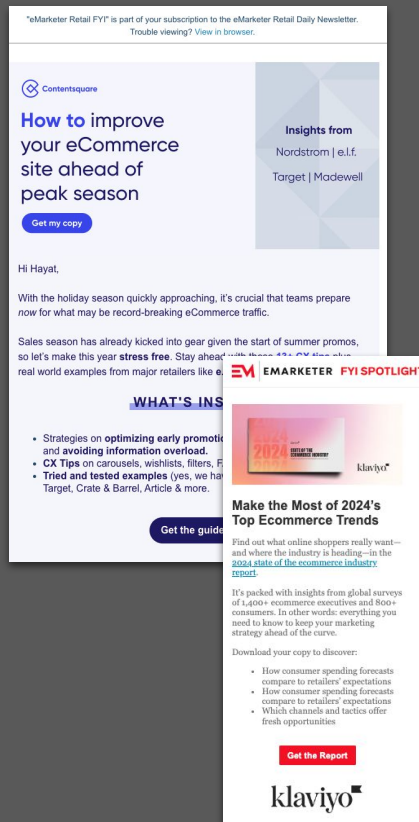 "eMarketer Retail FYI" is part of your subscription to the eMarketer Retail Daily Newsletter.
Trouble viewing? View in browser.
Contentsquare
How to improve
your eCommerce
site ahead of
peak season
Get my copy
Insights from
Nordstrom | e.l.f.
Target | Madewell
Hi Hayat,
With the holiday season quickly approaching, it's crucial that teams prepare
now for what may be record-breaking eCommerce traffic.
Sales season has already kicked into gear given the start of summer promos,
so let's make this year stress free. Stay ahead with these 13+ CX tips plus
real world examples from major retailers like e.
WHAT'S INS
• Strategies on optimizing early promotio
and avoiding information overload.
• CX Tips on carousels, wishlists, filters,
• Tried and tested examples (yes, we hav
Target, Crate & Barrel, Article & more.
Get the guide
EM | EMARKETER FYI SPOTLIGHT
2024
2024
klaviyo
Make the Most of 2024's
Top Ecommerce Trends
Find out what online shoppers really want—
and where the industry is heading—in the
2024 state of the ecommerce industry
report.
It's packed with insights from global surveys
of 1,400+ ecommerce executives and 800+
consumers. In other words: everything you
need to know to keep your marketing
strategy ahead of the curve.
Download your copy to discover:
• How consumer spending forecasts
compare to retailers' expectations
• How consumer spending forecasts
compare to retailers' expectations
• Which channels and tactics offer
fresh opportunities
Get the Report
klaviyo